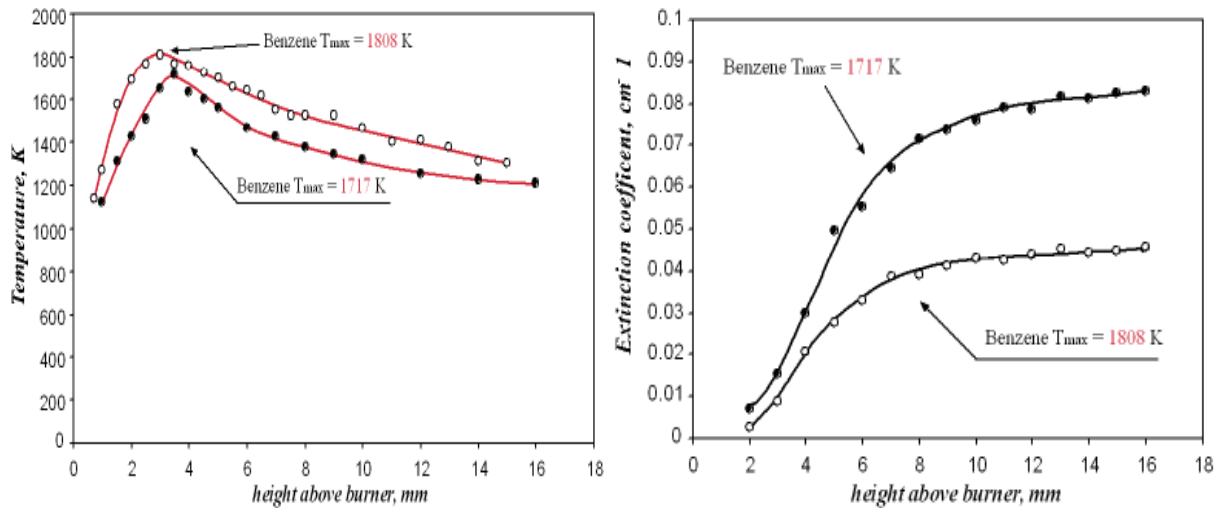 2000
1800
1600
1400
1200
1000
800
600
400
200
0
Temperature, K
Benzene Tmax = 1808 K
Benzene Tmax = 1717 K
0 2 4 6 8 10 12 14 16 18
height above burner, mm
0.1
0.09
0.08
0.07
0.06
0.05
0.04
0.03
0.02
0.01
0
Extinction coefficent, cm- 1
Benzene Tmax = 1717 K
Benzene Tmax = 1808 K
0 2 4 6 8 10 12 14 16 18
height above burner, mm